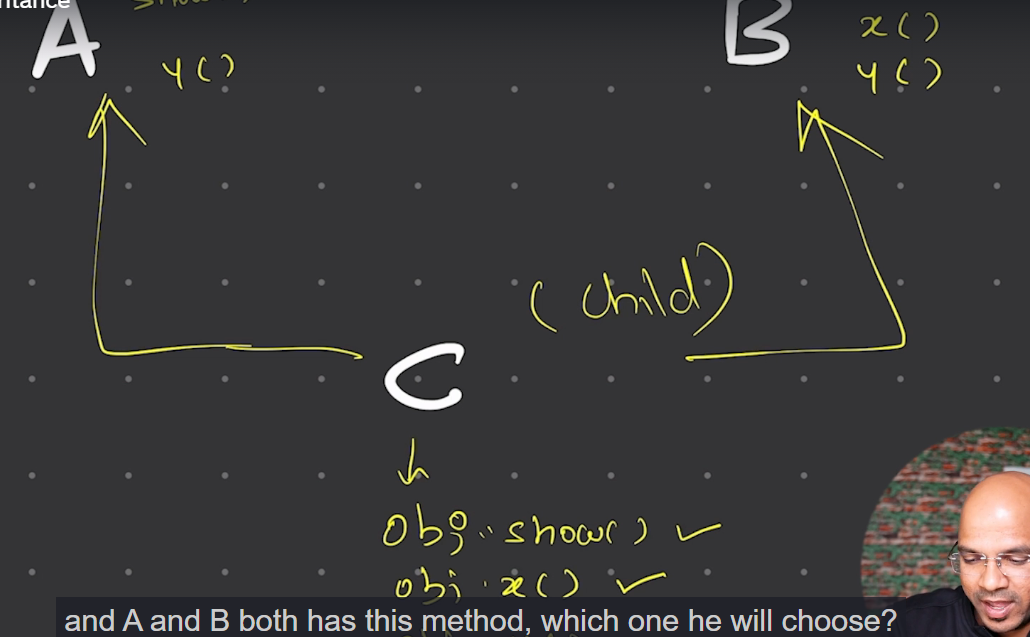 A
y()
B
x()
y()
(child)
C
obj.show() ✓
obj.x() ✓
and A and B both has this method, which one he will choose?